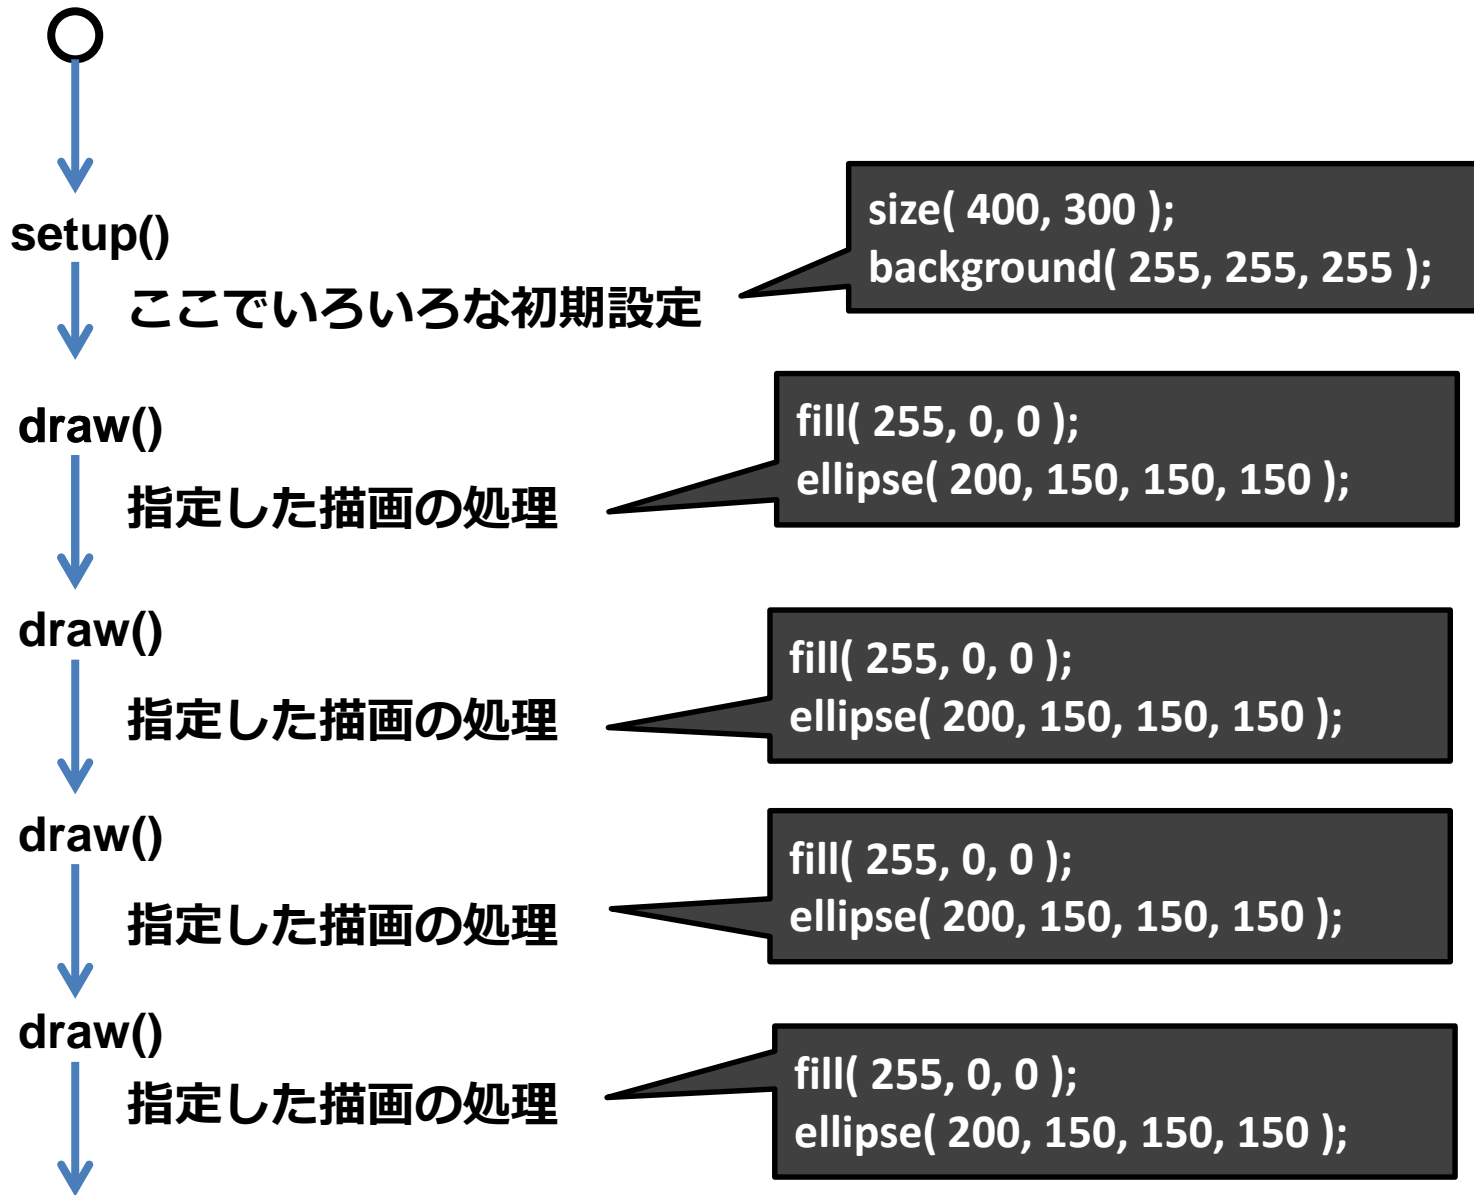 setup()
size( 400, 300 );
background( 255, 255, 255 );
ここでいろいろな初期設定
draw()
fill( 255, 0, 0 );
ellipse( 200, 150, 150, 150 );
指定した描画の処理
draw()
fill( 255, 0, 0 );
ellipse( 200, 150, 150, 150 );
指定した描画の処理
draw()
fill( 255, 0, 0 );
ellipse( 200, 150, 150, 150 );
指定した描画の処理
draw()
fill( 255, 0, 0 );
ellipse( 200, 150, 150, 150 );
指定した描画の処理